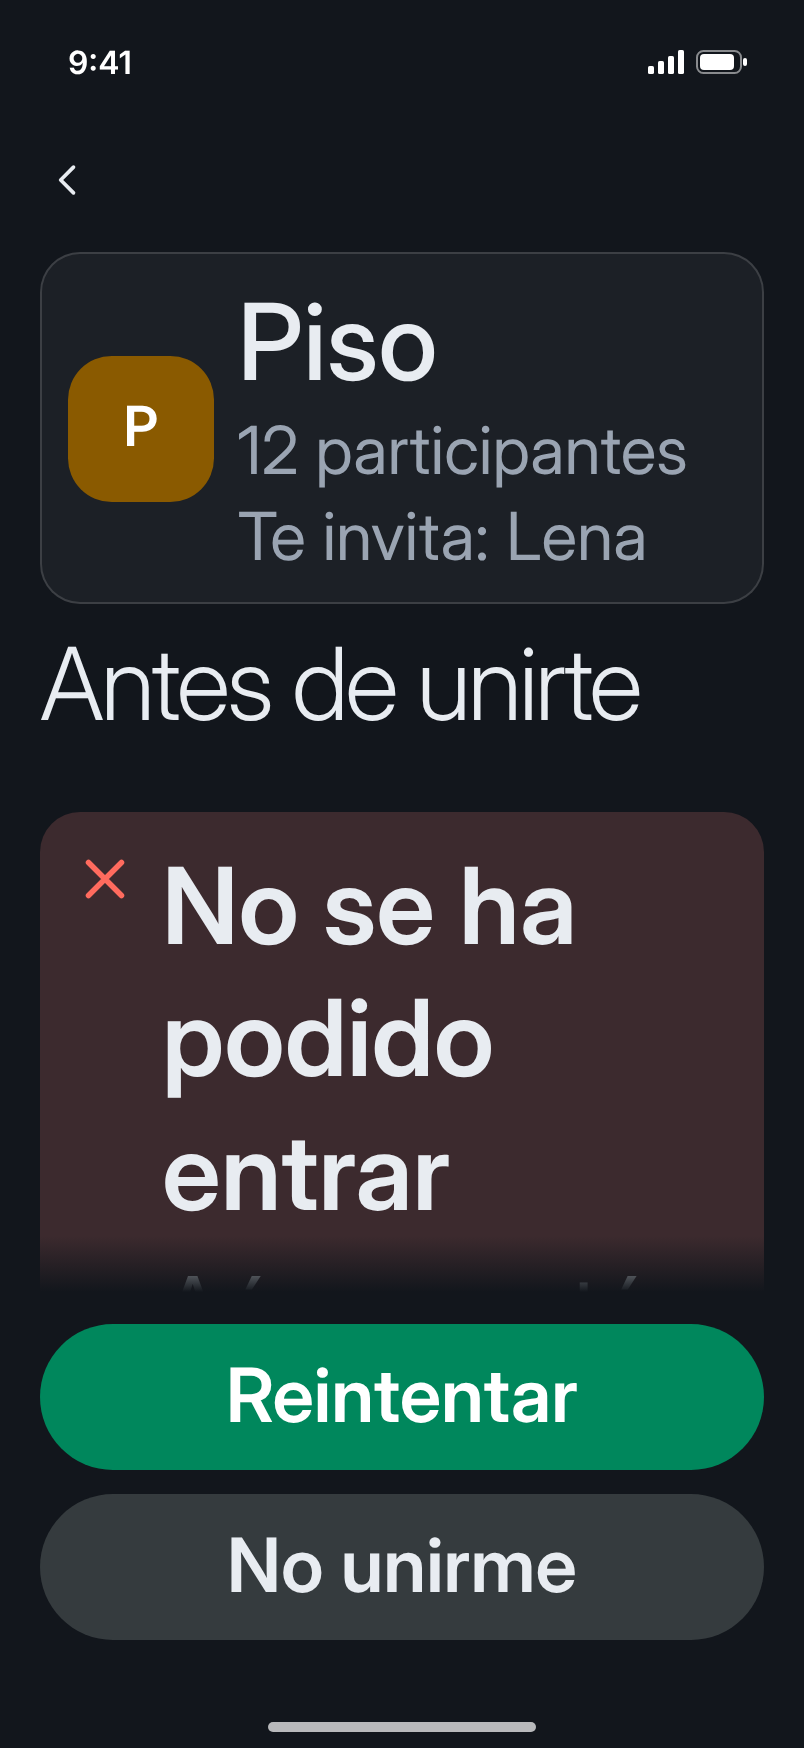 9:41
Piso
P
12 participantes
Te invita: Lena
Antes de unirte
No se ha
podido
entrar
Reintentar
No unirme